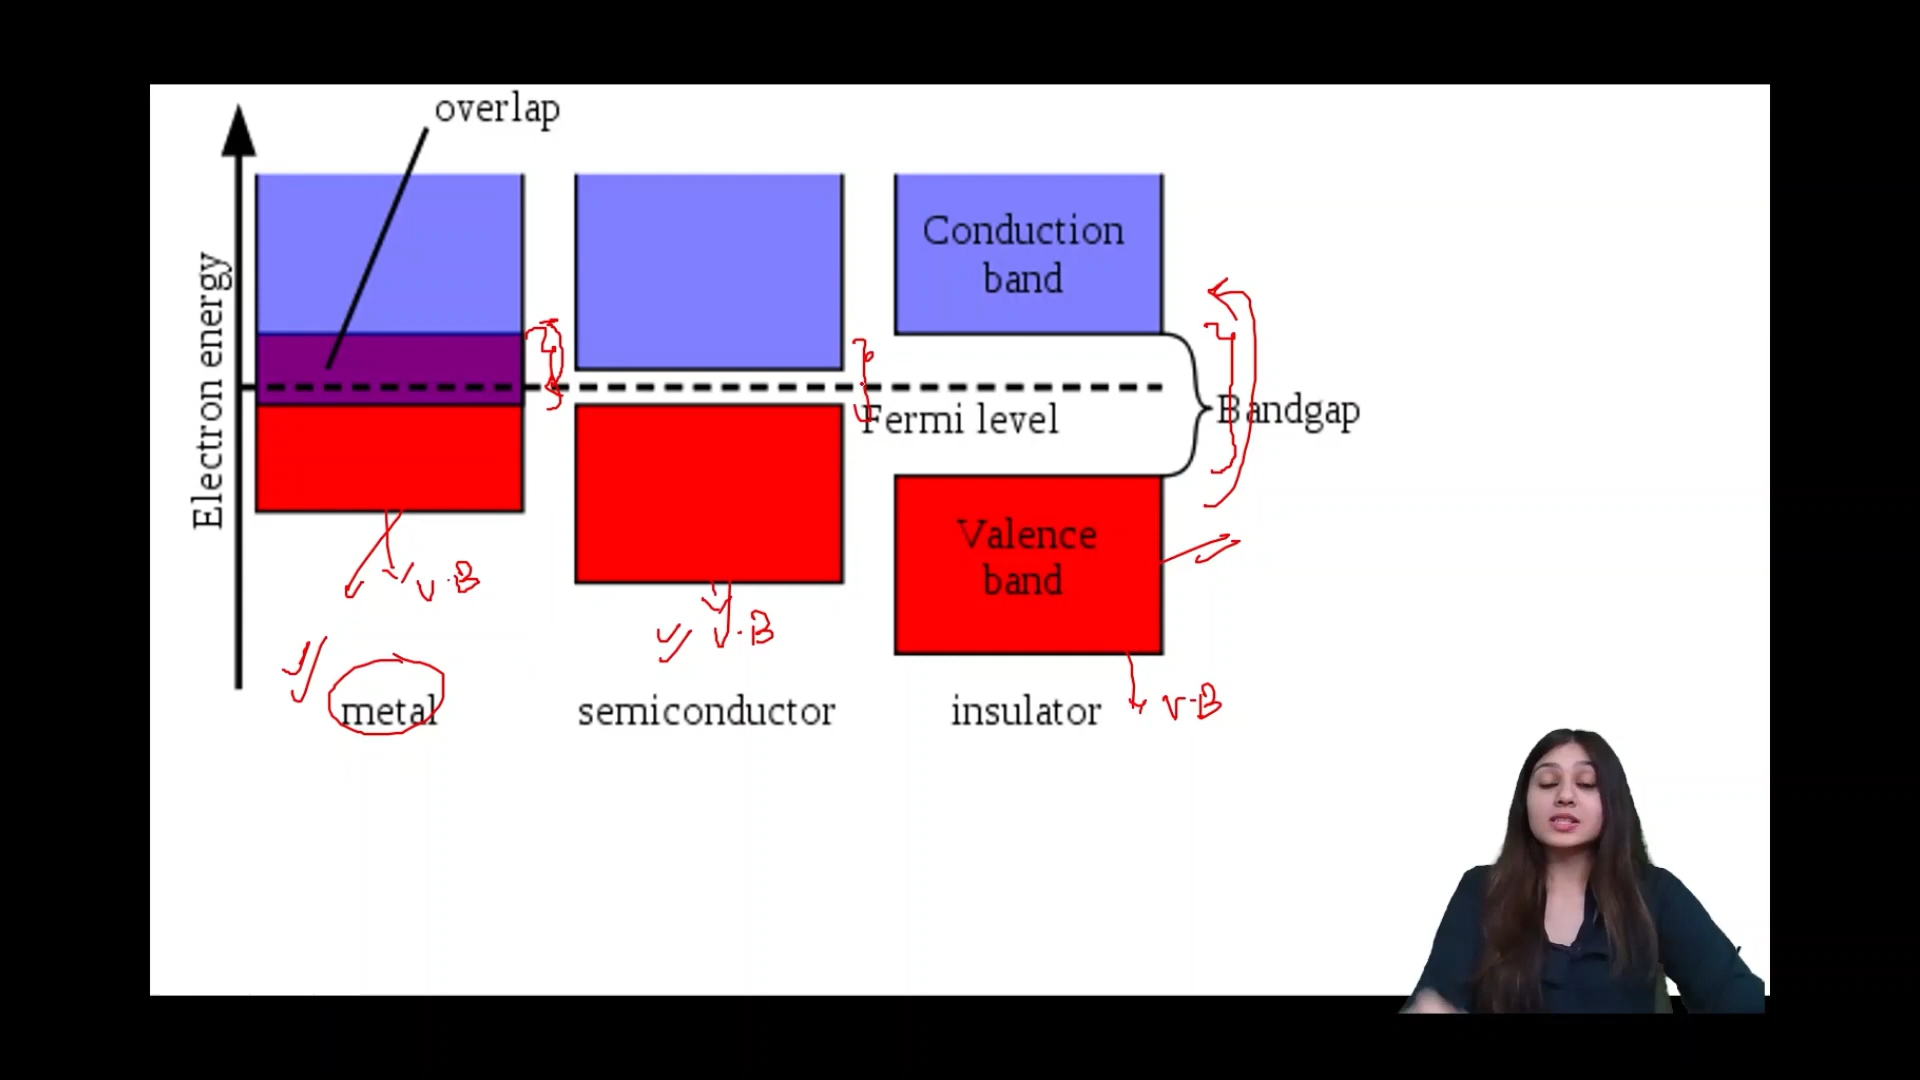 overlap
Electron energy
Conduction
band
Fermi level
Bandgap
Valence
band
V.B
V.B
V-B
metal
semiconductor
insulator